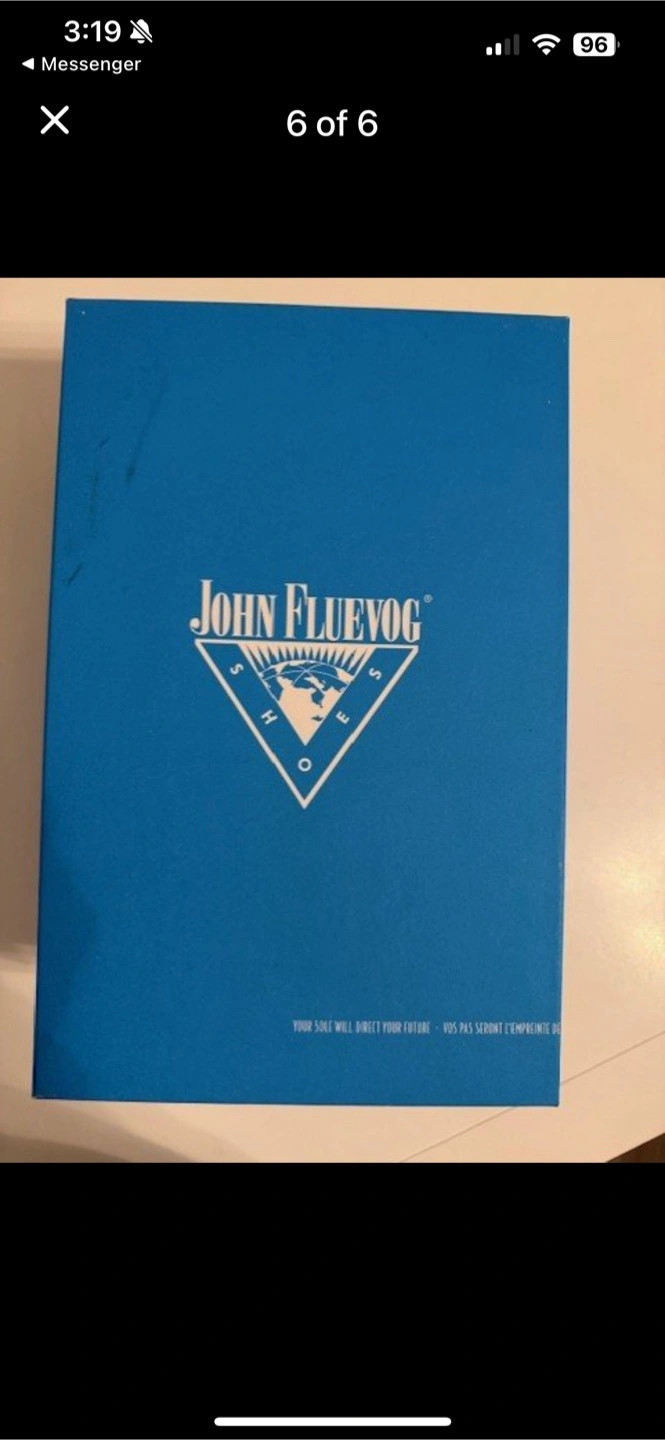 3:19
96
Messenger
6 of 6
JOHN FLUEVOG®
SHOES
YOUR SOLE WILL DIRECT YOUR FUTURE - VOS PAS SERONT L'EMPREINTE DE